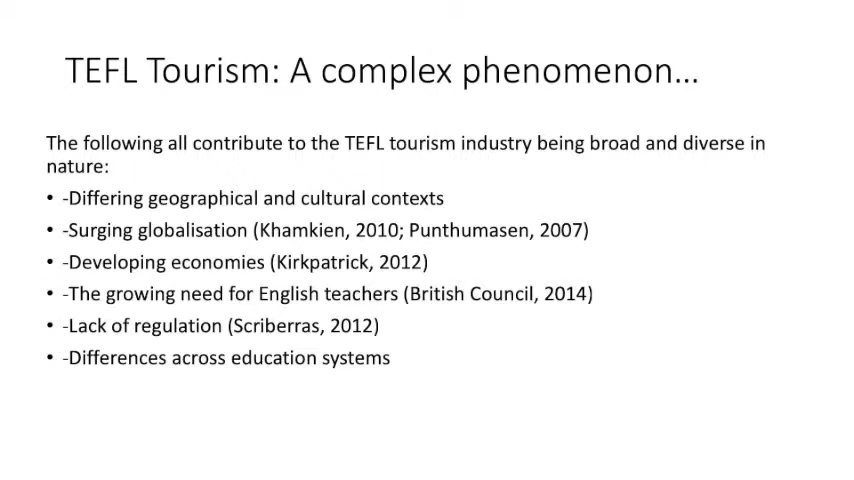 TEFL Tourism: A complex phenomenon…
The following all contribute to the TEFL tourism industry being broad and diverse in
nature:
• -Differing geographical and cultural contexts
• -Surging globalisation (Khamkien, 2010; Punthumasen, 2007)
• -Developing economies (Kirkpatrick, 2012)
• -The growing need for English teachers (British Council, 2014)
• -Lack of regulation (Scriberras, 2012)
• -Differences across education systems